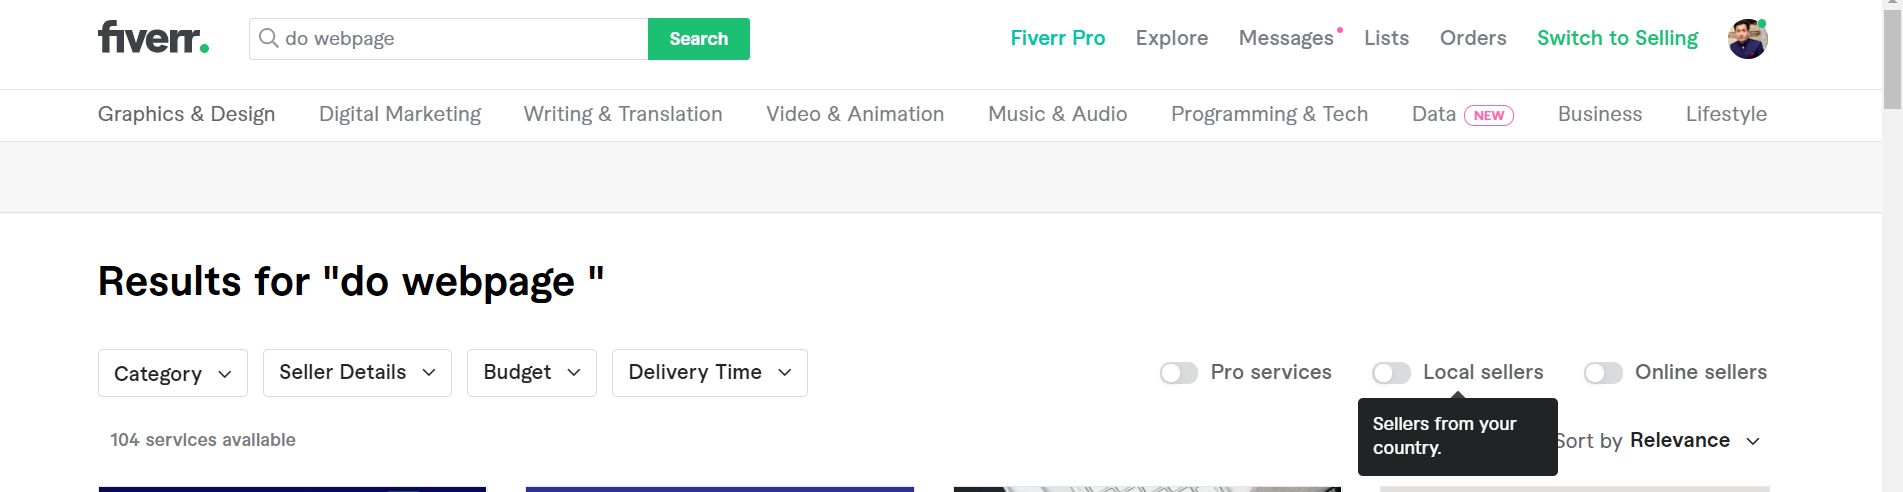 fiverr.
do webpage
Search
Fiverr Pro
Explore
Messages
Lists
Orders
Switch to Selling
Graphics & Design
Digital Marketing
Writing & Translation
Video & Animation
Music & Audio
Programming & Tech
Data NEW
Business
Lifestyle
Results for "do webpage "
Category
Seller Details
Budget
Delivery Time
Pro services
Local sellers
Online sellers
Sellers from your
country.
104 services available
Sort by Relevance